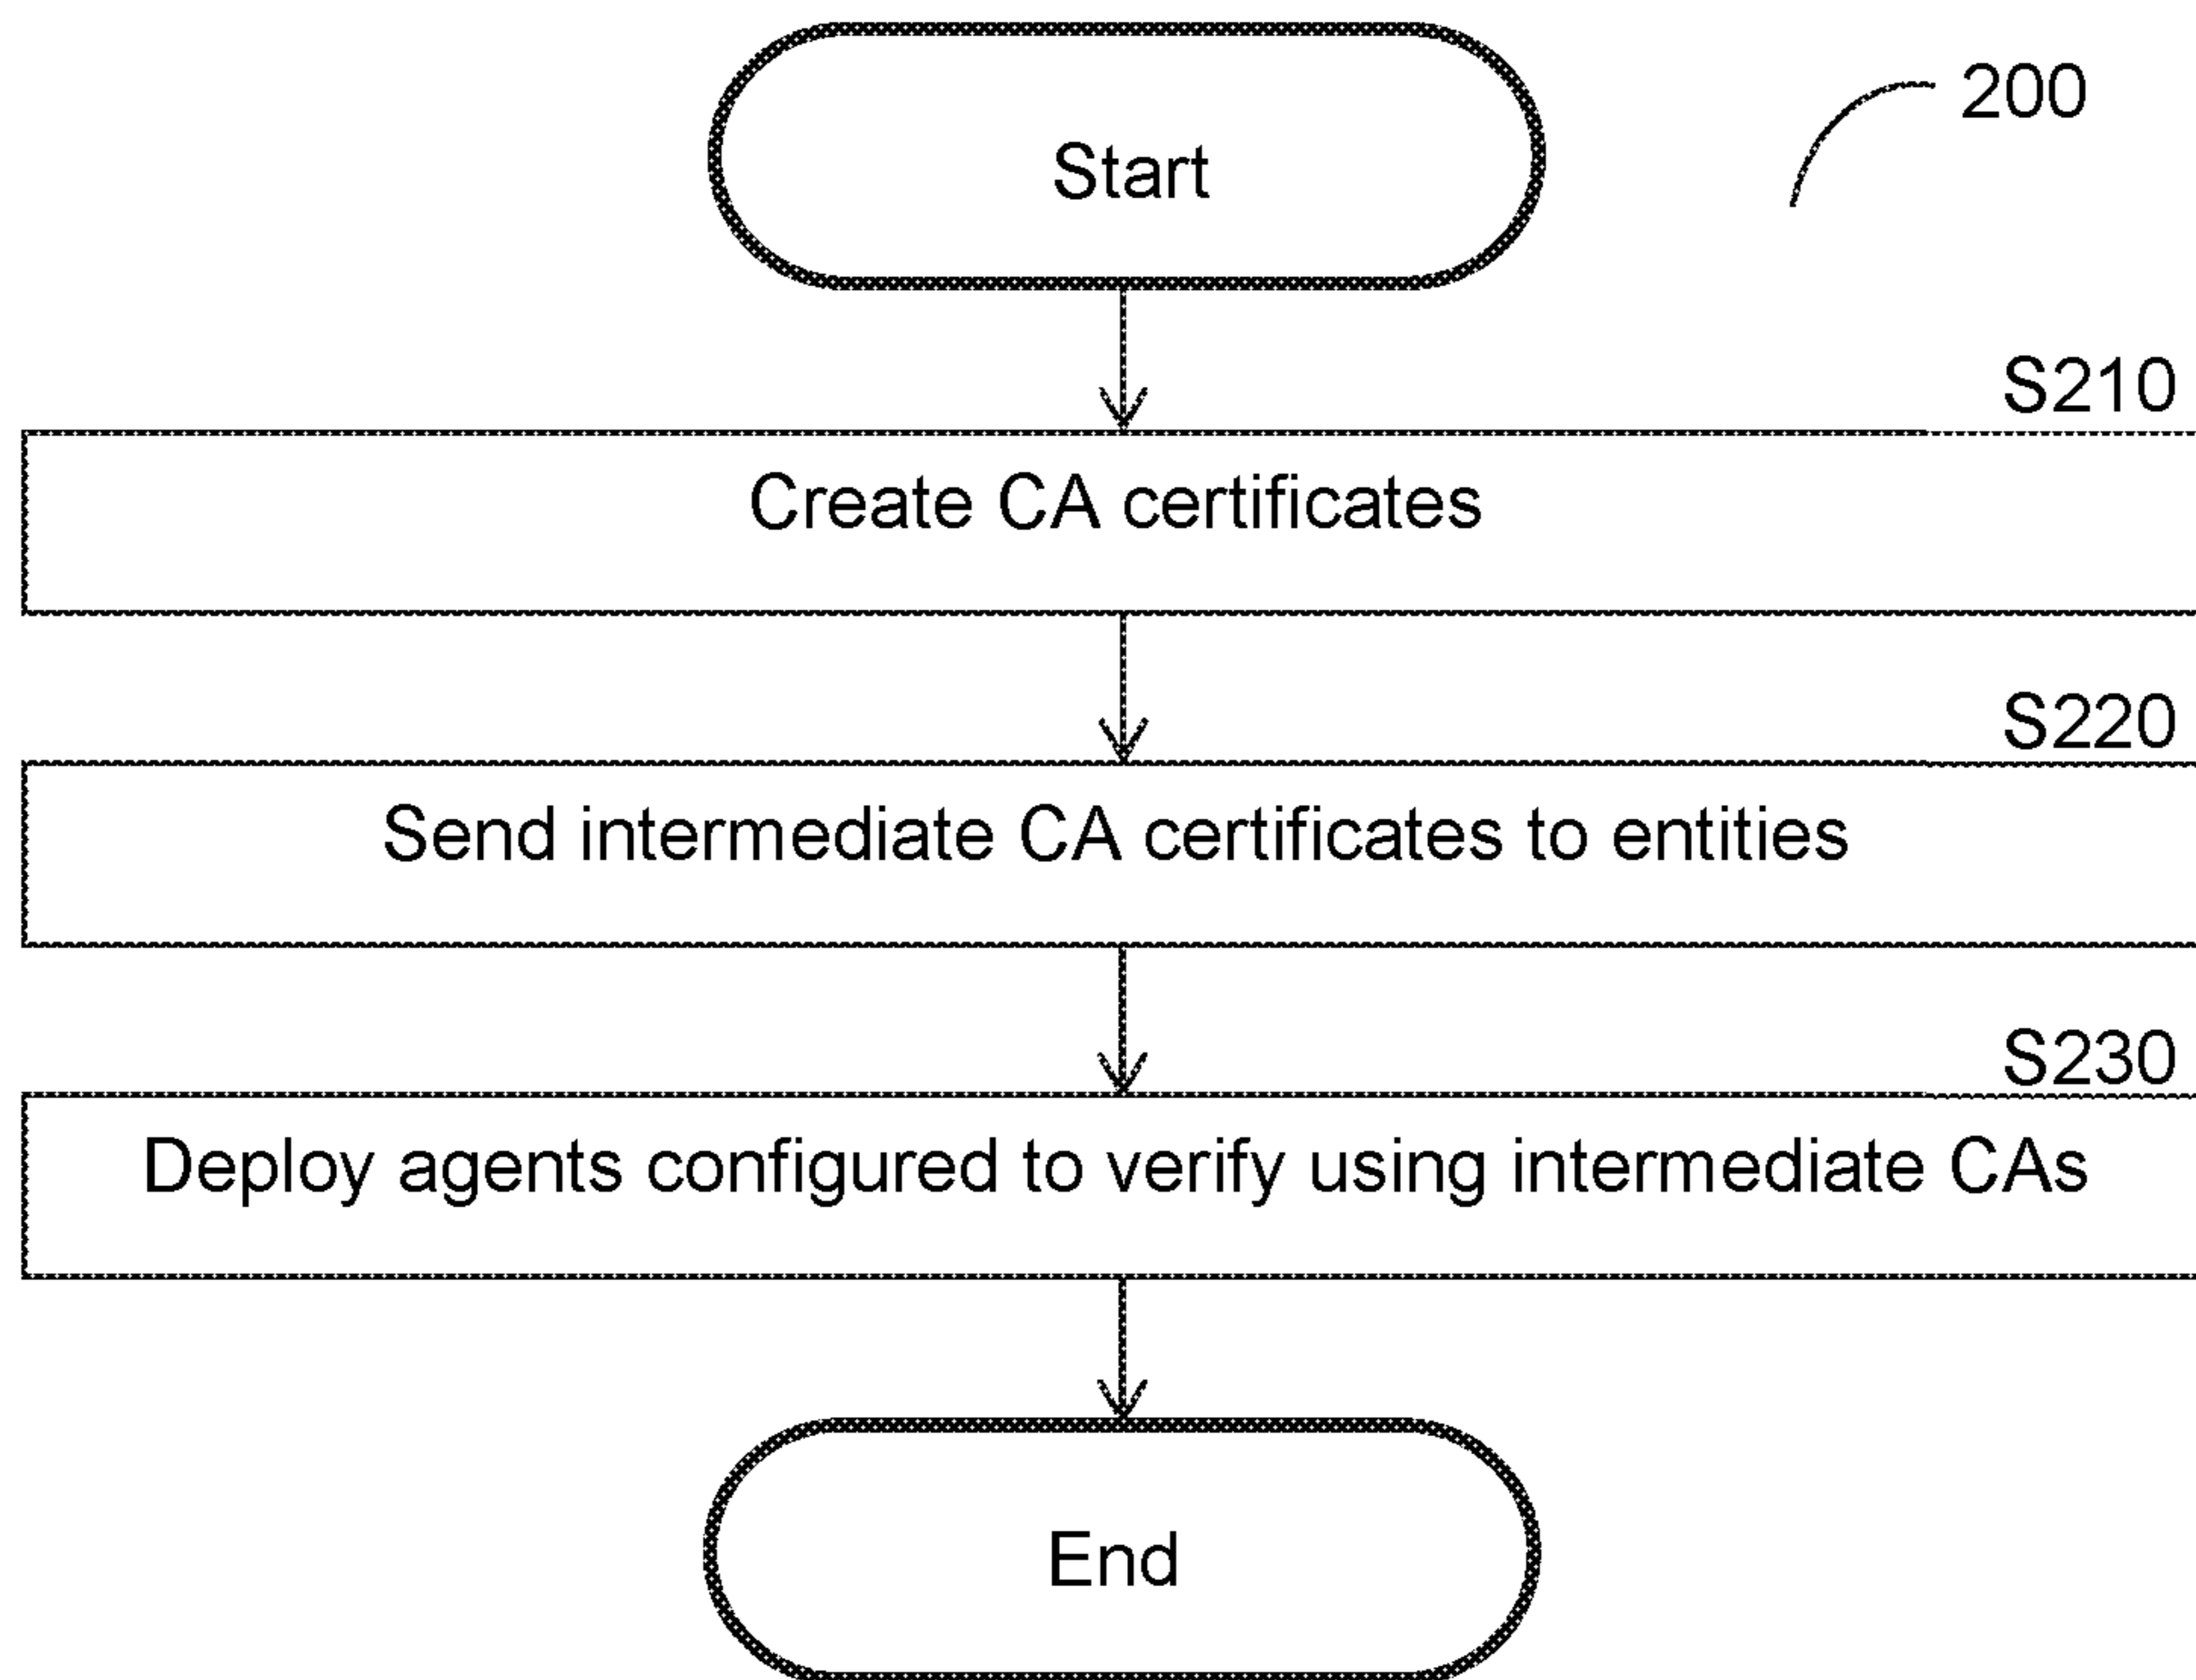 Start
200
S210
Create CA certificates
S220
Send intermediate CA certificates to entities
S230
Deploy agents configured to verify using intermediate CAs
End